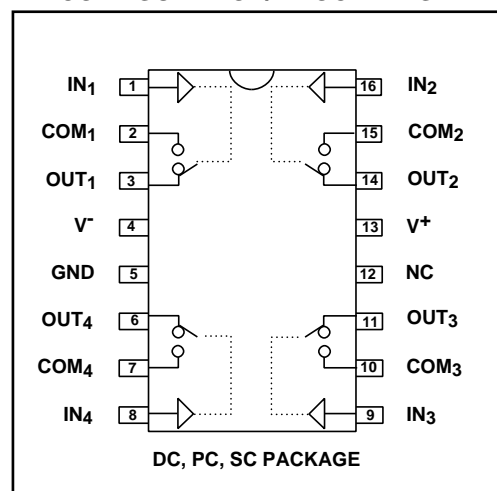 IN1 1 16 IN2
COM1 2 15 COM2
OUT1 3 14 OUT2
V- 4 13 V+
GND 5 12 NC
OUT4 6 11 OUT3
COM4 7 10 COM3
IN4 8 9 IN3
DC, PC, SC PACKAGE